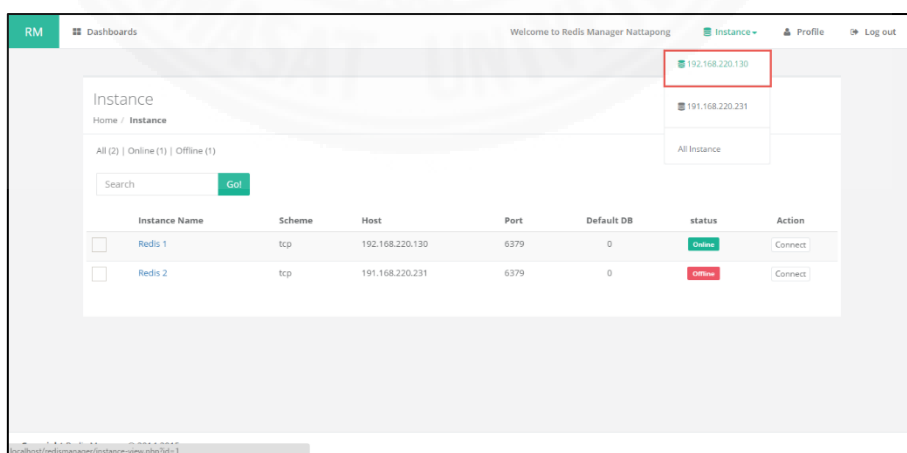 RM Dashboards Welcome to Redis Manager Nattapong Instance Profile Log out
192.168.220.130
191.168.220.231
All Instance
Instance
Home / Instance
All (2) | Online (1) | Offline (1)
Search Go!
Instance Name Scheme Host Port Default DB status Action
Redis 1 tcp 192.168.220.130 6379 0 Online Connect
Redis 2 tcp 191.168.220.231 6379 0 Offline Connect
localhost/redismanager/instance-view.php?id=1